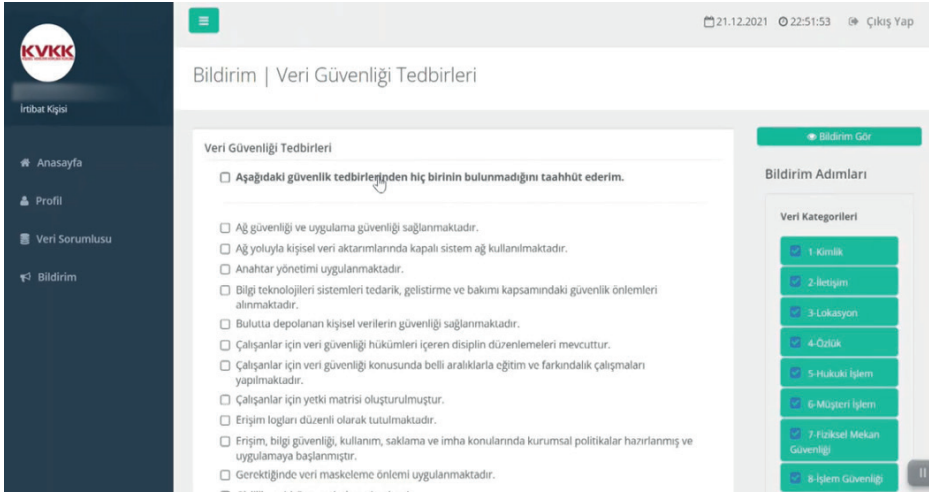 KVKK
İrtibat Kişisi
Anasayfa
Profil
Veri Sorumlusu
Bildirim
21.12.2021 22:51:53 Çıkış Yap
Bildirim | Veri Güvenliği Tedbirleri
Veri Güvenliği Tedbirleri
Aşağıdaki güvenlik tedbirlerinden hiç birinin bulunmadığını taahhüt ederim.
Ağ güvenliği ve uygulama güvenliği sağlanmaktadır.
Ağ yoluyla kişisel veri aktarımlarında kapalı sistem ağ kullanılmaktadır.
Anahtar yönetimi uygulanmaktadır.
Bilgi teknolojileri sistemleri tedarik, gelistirme ve bakımı kapsamındaki güvenlik önlemleri
alınmaktadır.
Bulutta depolanan kişisel verilerin güvenliği sağlanmaktadır.
Çalışanlar için veri güvenliği hükümleri içeren disiplin düzenlemeleri mevcuttur.
Çalışanlar için veri güvenliği konusunda belli aralıklarla eğitim ve farkındalık çalışmaları
yapılmaktadır.
Çalışanlar için yetki matrisi oluşturulmuştur.
Erişim logları düzenli olarak tutulmaktadır.
Erişim, bilgi güvenliği, kullanım, saklama ve imha konularında kurumsal politikalar hazırlanmış ve
uygulamaya başlanmıştır.
Gerektiğinde veri maskeleme önlemi uygulanmaktadır.
Bildirim Gör
Bildirim Adımları
Veri Kategorileri
1-Kimlik
2-İletişim
3-Lokasyon
4-Özlük
5-Hukuki İşlem
6-Müşteri İşlem
7-Fiziksel Mekan
Güvenliği
8-İşlem Güvenliği